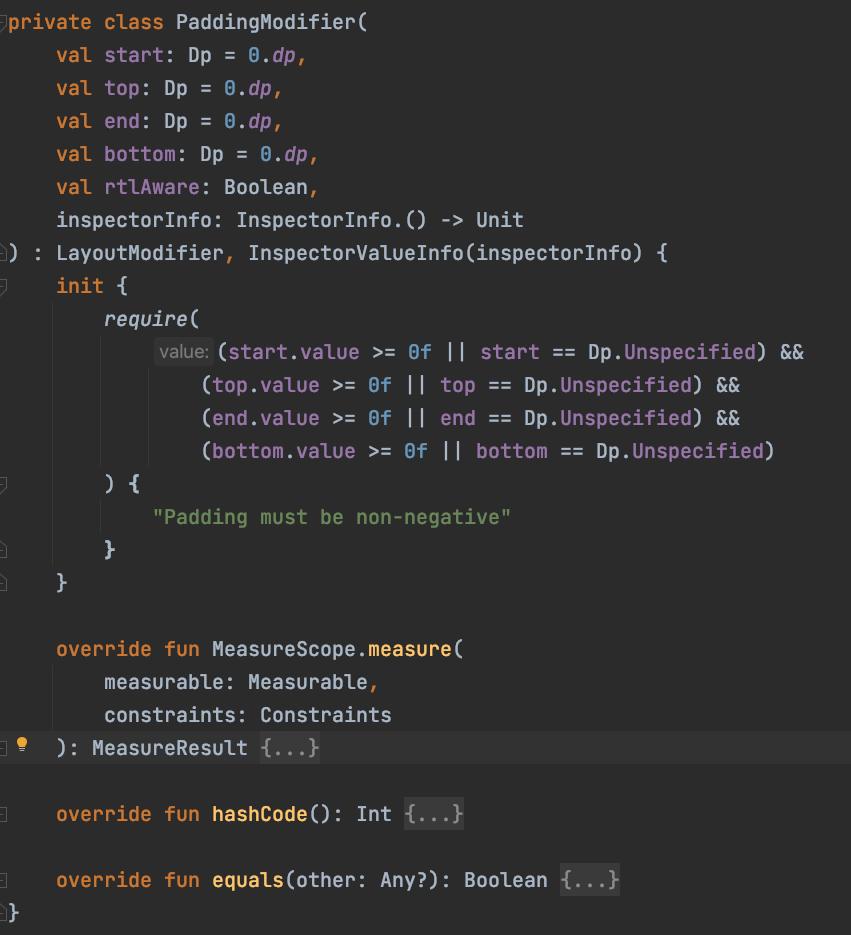 private class PaddingModifier(
    val start: Dp = 0.dp,
    val top: Dp = 0.dp,
    val end: Dp = 0.dp,
    val bottom: Dp = 0.dp,
    val rtlAware: Boolean,
    inspectorInfo: InspectorInfo.() -> Unit
) : LayoutModifier, InspectorValueInfo(inspectorInfo) {
    init {
        require(
            value: (start.value >= 0f || start == Dp.Unspecified) &&
                (top.value >= 0f || top == Dp.Unspecified) &&
                (end.value >= 0f || end == Dp.Unspecified) &&
                (bottom.value >= 0f || bottom == Dp.Unspecified)
        ) {
            "Padding must be non-negative"
        }
    }

    override fun MeasureScope.measure(
        measurable: Measurable,
        constraints: Constraints
    ): MeasureResult {...}

    override fun hashCode(): Int {...}

    override fun equals(other: Any?): Boolean {...}
}